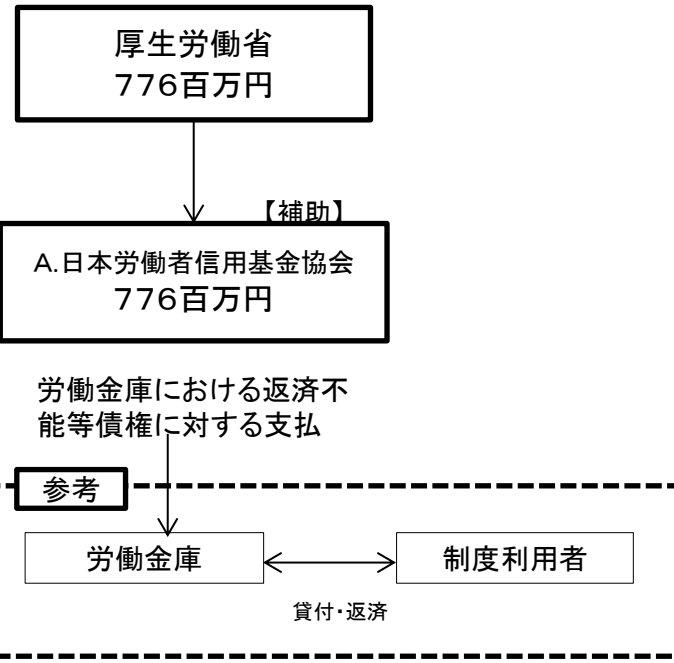 厚生労働省
776百万円
【補助】
A.日本労働者信用基金協会
776百万円
労働金庫における返済不
能等債権に対する支払
参考
労働金庫
制度利用者
貸付・返済